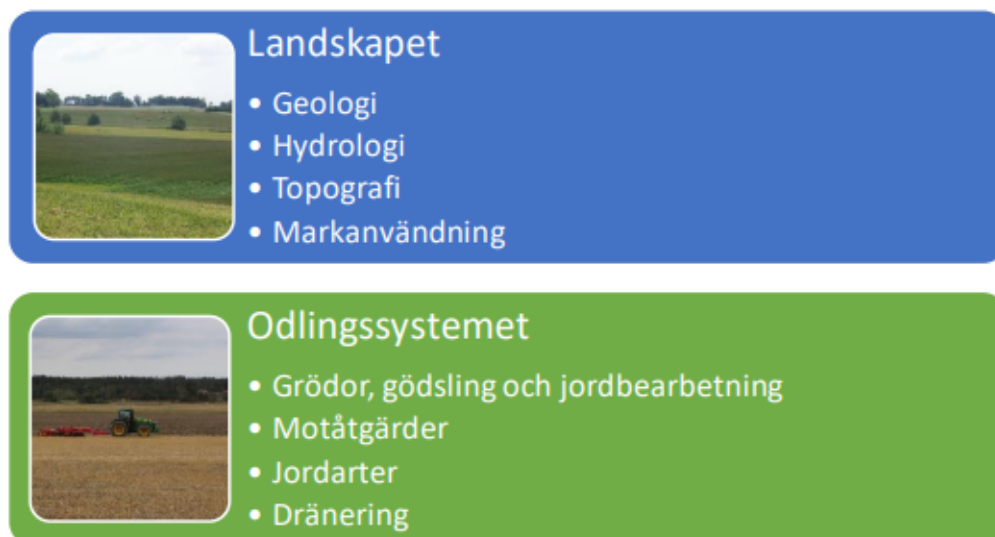 Landskapet
• Geologi
• Hydrologi
• Topografi
• Markanvändning
Odlingssystemet
• Grödor, gödsling och jordbearbetning
• Motåtgärder
• Jordarter
• Dränering